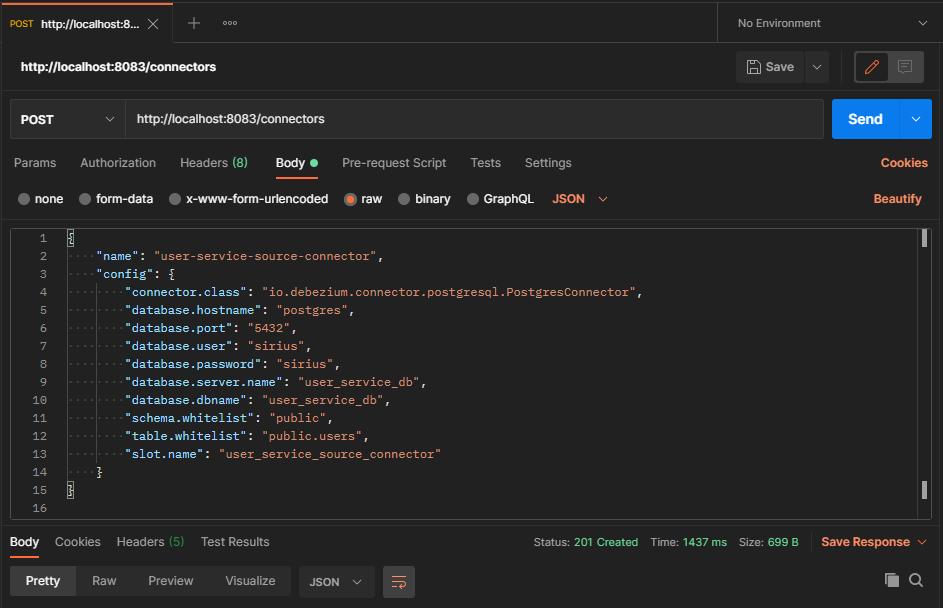 POST http://localhost:8... No Environment
http://localhost:8083/connectors Save
POST http://localhost:8083/connectors Send
Params Authorization Headers (8) Body Pre-request Script Tests Settings Cookies
none form-data x-www-form-urlencoded raw binary GraphQL JSON Beautify
1 {
2 "name": "user-service-source-connector",
3 "config": {
4 "connector.class": "io.debezium.connector.postgresql.PostgresConnector",
5 "database.hostname": "postgres",
6 "database.port": "5432",
7 "database.user": "sirius",
8 "database.password": "sirius",
9 "database.server.name": "user_service_db",
10 "database.dbname": "user_service_db",
11 "schema.whitelist": "public",
12 "table.whitelist": "public.users",
13 "slot.name": "user_service_source_connector"
14 }
15 }
16
Body Cookies Headers (5) Test Results Status: 201 Created Time: 1437 ms Size: 699 B Save Response
Pretty Raw Preview Visualize JSON